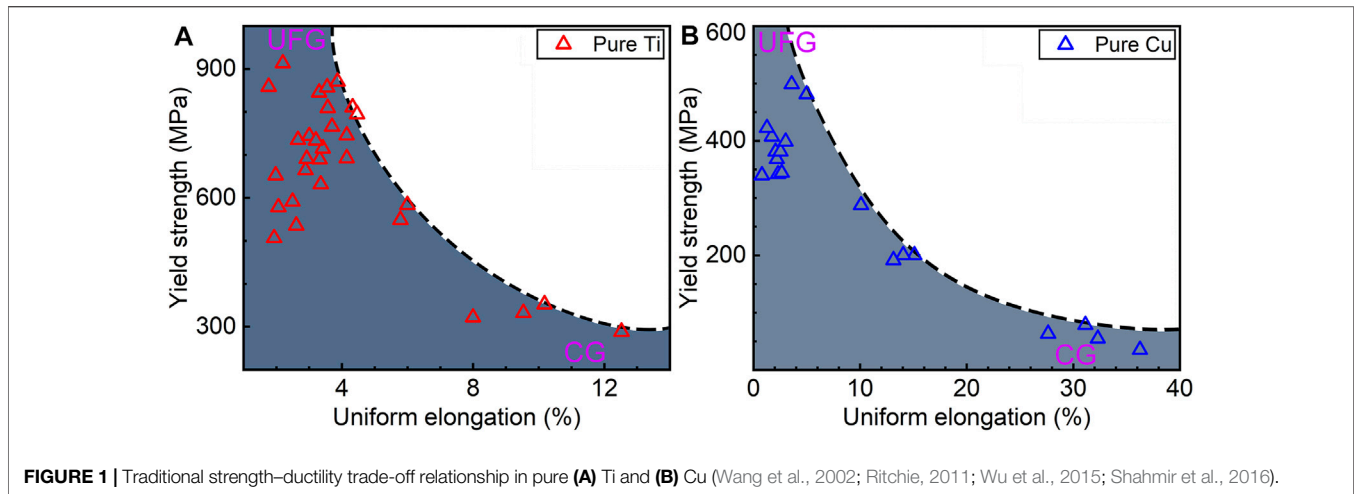 A
UFG
Pure Ti
900
600
300
Yield strength (MPa)
CG
4
8
12
Uniform elongation (%)
B
UFG
Pure Cu
600
400
200
Yield strength (MPa)
CG
0
10
20
30
40
Uniform elongation (%)
FIGURE 1 | Traditional strength–ductility trade-off relationship in pure (A) Ti and (B) Cu (Wang et al., 2002; Ritchie, 2011; Wu et al., 2015; Shahmir et al., 2016).